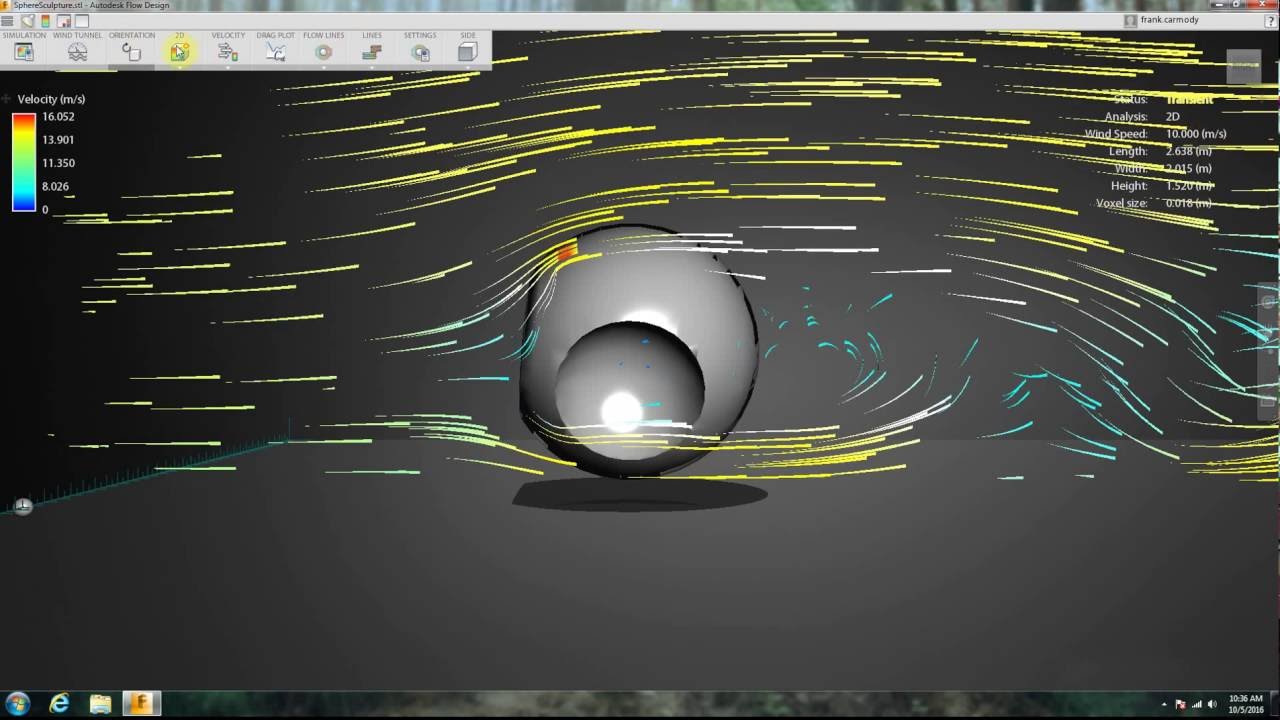 SphereSculpture.stl - Autodesk Flow Design
frank.carmody
?
SIMULATION WIND TUNNEL ORIENTATION 2D VELOCITY DRAG PLOT FLOW LINES LINES SETTINGS SIDE
Velocity (m/s)
16.052
13.901
11.350
8.026
0
Status: Transient
Analysis: 2D
Wind Speed: 10.000 (m/s)
Length: 2.638 (m)
Width: 2.015 (m)
Height: 1.520 (m)
Voxel size: 0.018 (m)
10:36 AM
10/5/2016